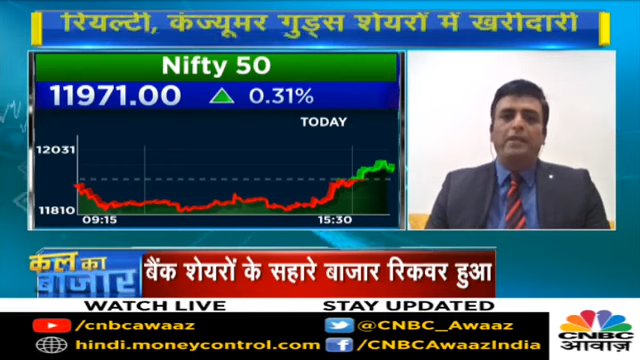 रियल्टी, कंज्यूमर गुड्स शेयरों में खरीदारी
Nifty 50
11971.00 ▲ 0.31%
TODAY
12031
11810
09:15 15:30
कल का बाजार
बैंक शेयरों के सहारे बाजार रिकवर हुआ
WATCH LIVE STAY UPDATED
/cnbcawaaz @CNBC_Awaaz
hindi.moneycontrol.com /CNBCAwaazIndia
CNBC
आवाज़